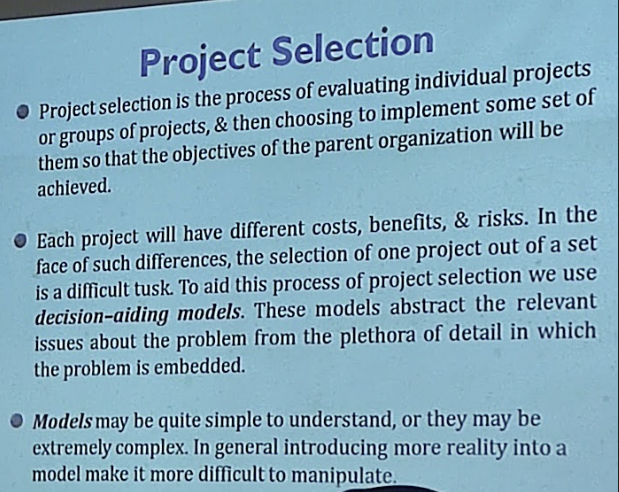 Project Selection
Project selection is the process of evaluating individual projects
or groups of projects, & then choosing to implement some set of
them so that the objectives of the parent organization will be
achieved.
Each project will have different costs, benefits, & risks. In the
face of such differences, the selection of one project out of a set
is a difficult tusk. To aid this process of project selection we use
decision–aiding models. These models abstract the relevant
issues about the problem from the plethora of detail in which
the problem is embedded.
Models may be quite simple to understand, or they may be
extremely complex. In general introducing more reality into a
model make it more difficult to manipulate.